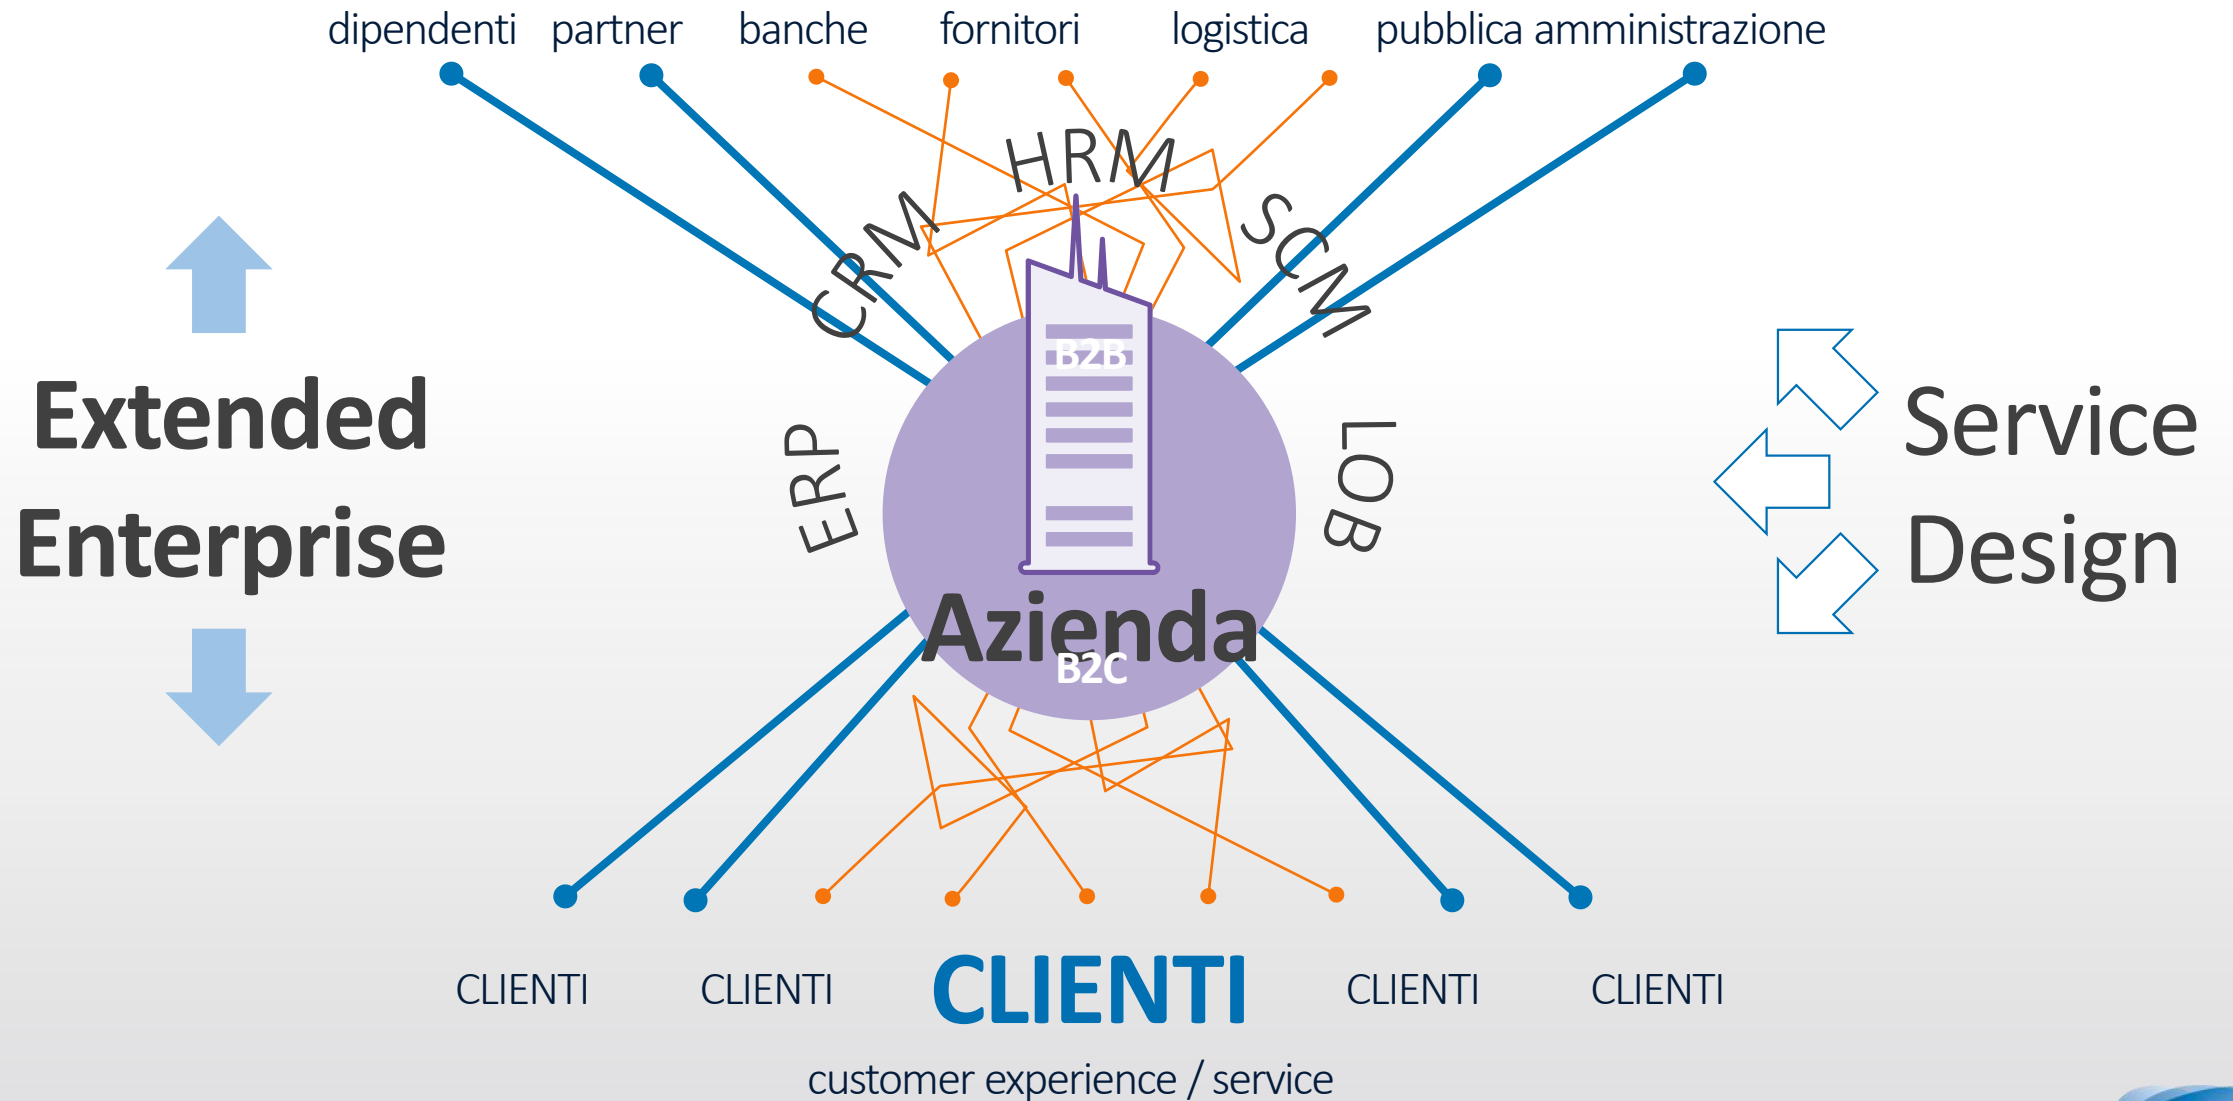 dipendenti partner banche fornitori logistica pubblica amministrazione
HRM
CRM
SCM
B2B
Extended
Enterprise
ERP
LOB
Service
Design
Azienda
B2C
CLIENTI CLIENTI CLIENTI CLIENTI CLIENTI
customer experience / service